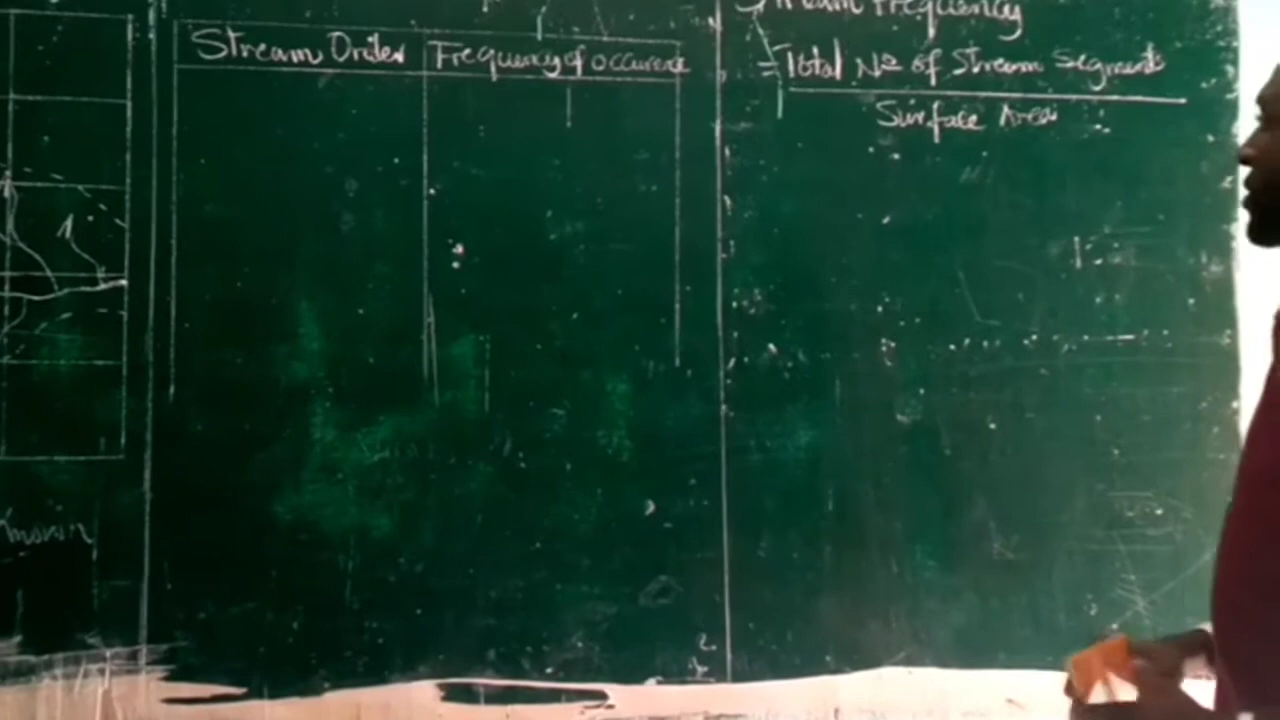 Stream Order Frequency of occurence
Stream Frequency
= Total No of Stream Segments
Surface Area